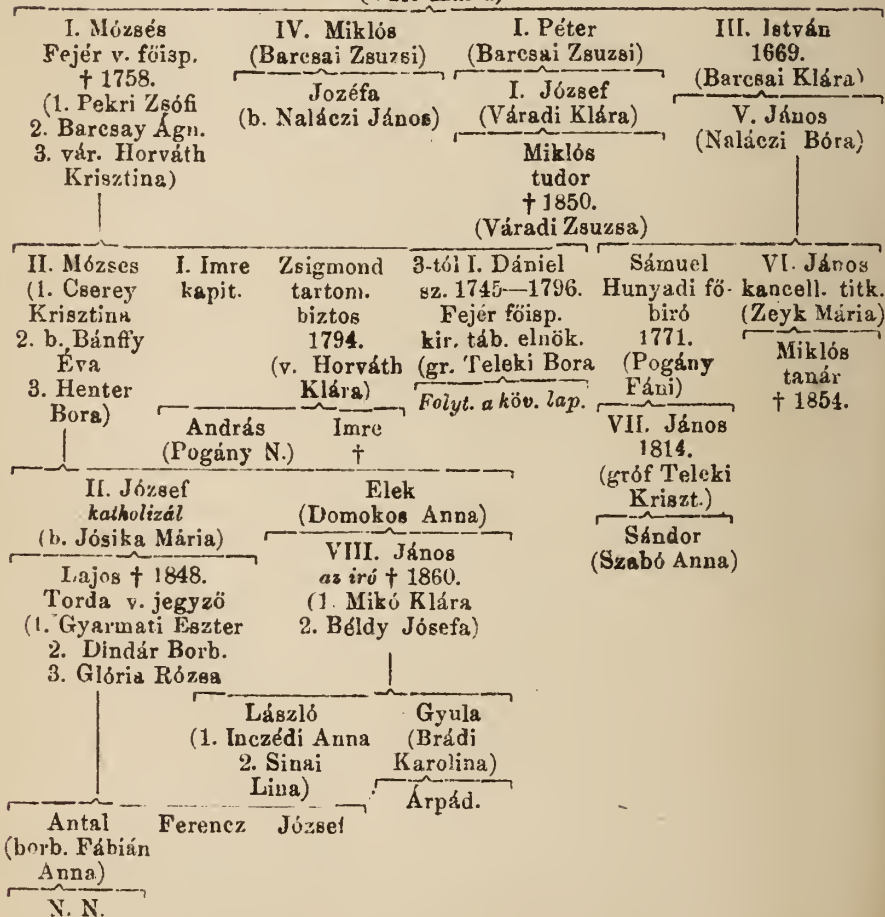 I. Mózsés
Fejér v. főisp.
† 1758.
(1. Pekri Zsófi
2. Barcsay Ágn.
3. vár. Horváth
Krisztina)
IV. Miklós
(Barcsai Zsuzsi)
Jozéfa
(b. Naláczi János)
I. Péter
(Barcsai Zsuzsi)
I. József
(Váradi Klára)
Miklós
tudor
† 1850.
(Váradi Zsuzsa)
III. István
1669.
(Barcsai Klára)
V. János
(Naláczi Bóra)
II. Mózses
(1. Cserey
Krisztina
2. b. Bánffy
Éva
3. Henter
Bora)
I. Imre
kapit.
Zsigmond
tartom.
biztos
1794.
(v. Horváth
Klára)
3-tól I. Dániel
sz. 1745—1796.
Fejér főisp.
kir. táb. elnök.
(gr. Teleki Bora
Folyt. a köv. lap.
Sámuel
Hunyadi fő-
biró
1771.
(Pogány
Fáni)
VI. János
kancell. titk.
(Zeyk Mária)
Miklós
tanár
† 1854.
András
(Pogány N.)
Imre
†
VII. János
1814.
(gróf Teleki
Kriszt.)
Sándor
(Szabó Anna)
II. József
katholizál
(b. Jósika Mária)
Elek
(Domokos Anna)
Lajos † 1848.
Torda v. jegyző
(1. Gyarmati Eszter
2. Dindár Borb.
3. Glória Rózsa
VIII. János
az iró † 1860.
(1. Mikó Klára
2. Béldy Jósefa)
László
(1. Inczédi Anna
2. Sinai
Lina)
Gyula
(Brádi
Karolina)
Árpád.
Antal
(borb. Fábián
Anna)
Ferencz
József
N. N.